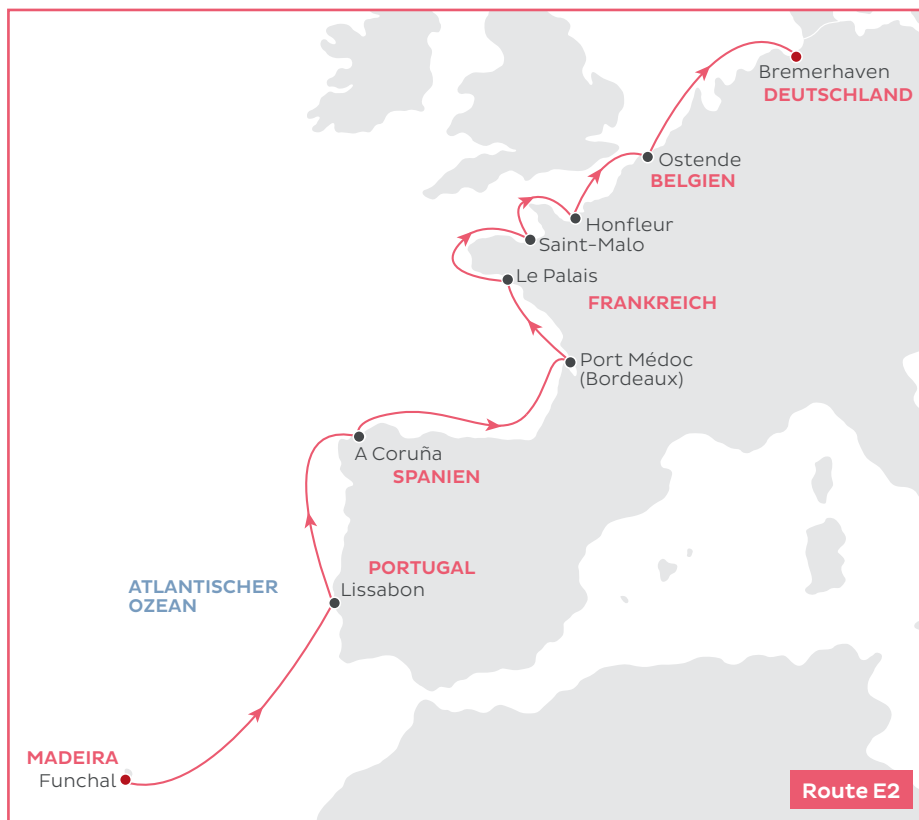 Bremerhaven
DEUTSCHLAND
Ostende
BELGIEN
Honfleur
Saint-Malo
Le Palais
FRANKREICH
Port Médoc
(Bordeaux)
A Coruña
SPANIEN
PORTUGAL
Lissabon
ATLANTISCHER
OZEAN
MADEIRA
Funchal
Route E2